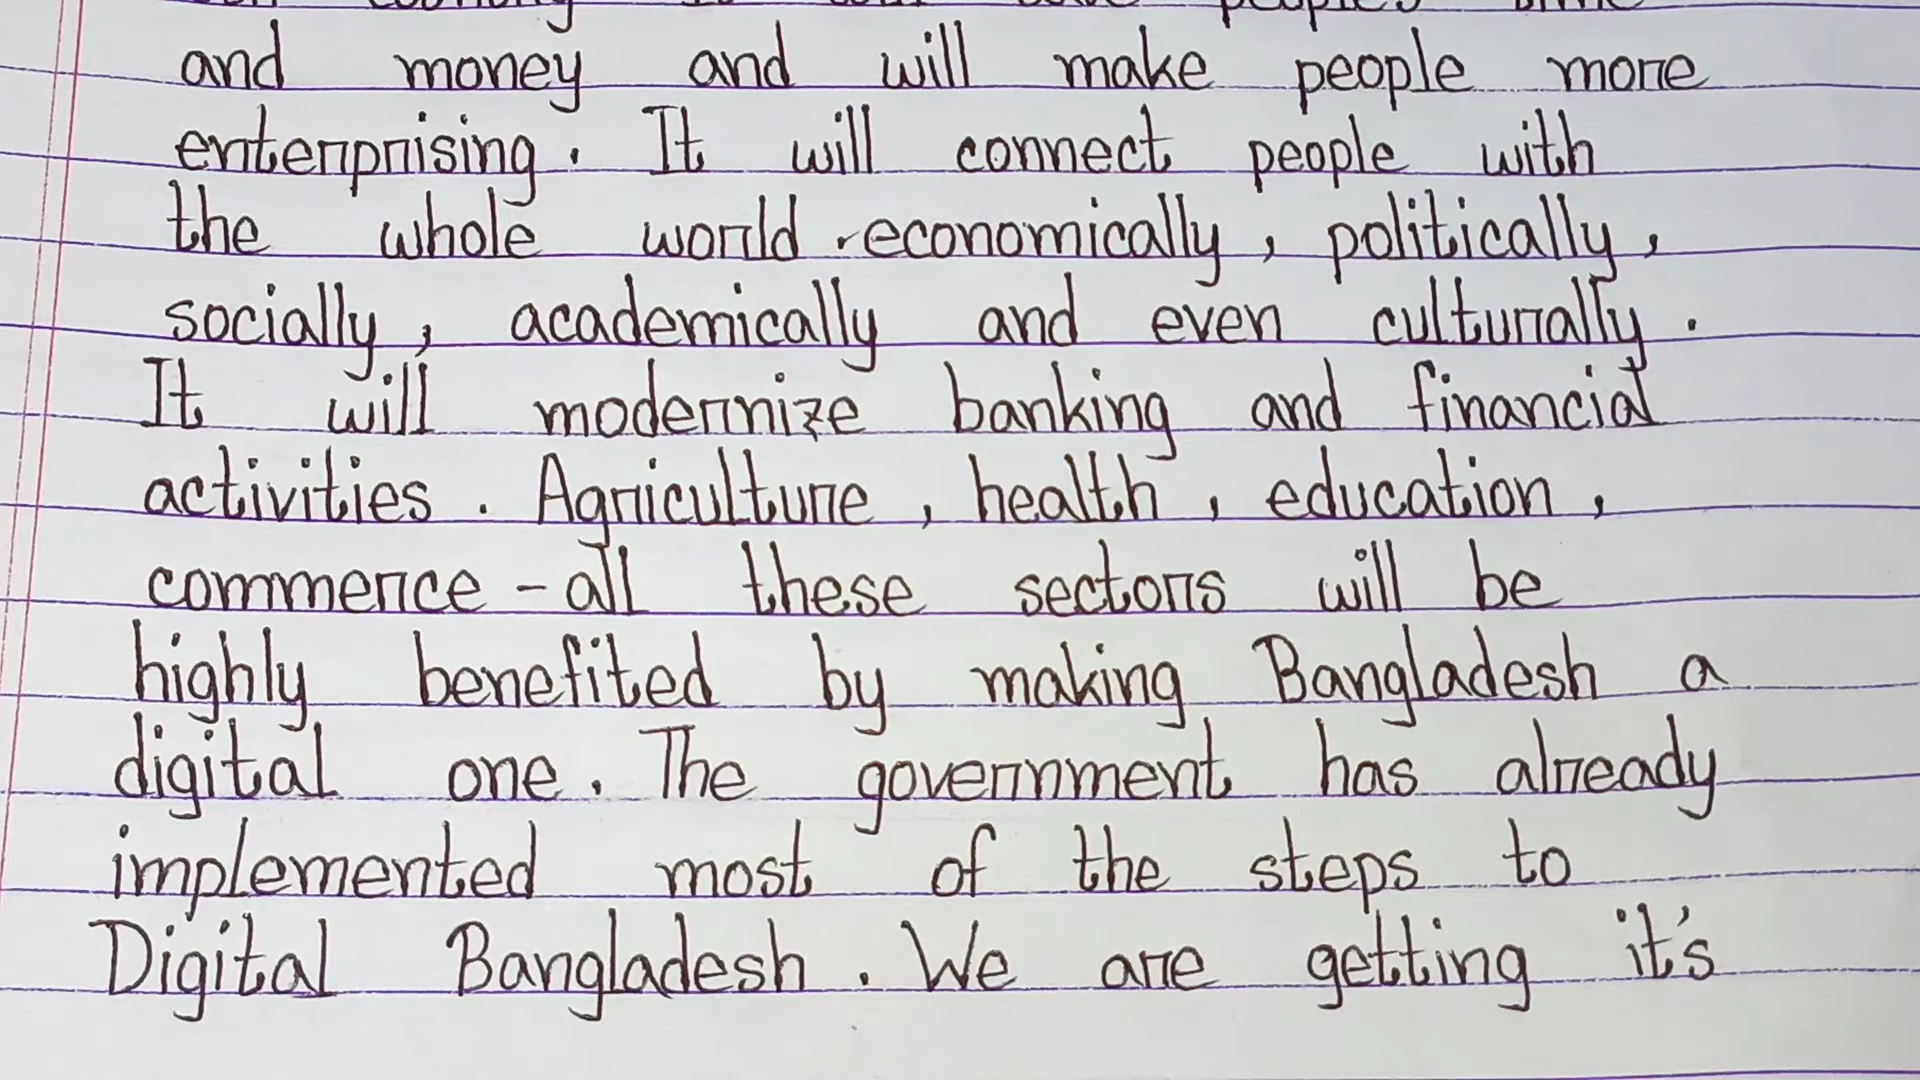 and money and will make people more
enterprising. It will connect people with
the whole world -economically, politically,
socially, academically and even culturally.
It will modernize banking and financial
activities. Agriculture, health, education,
commerce - all these sectors will be
highly benefited by making Bangladesh a
digital one. The government has already
implemented most of the steps to
Digital Bangladesh. We are getting it's